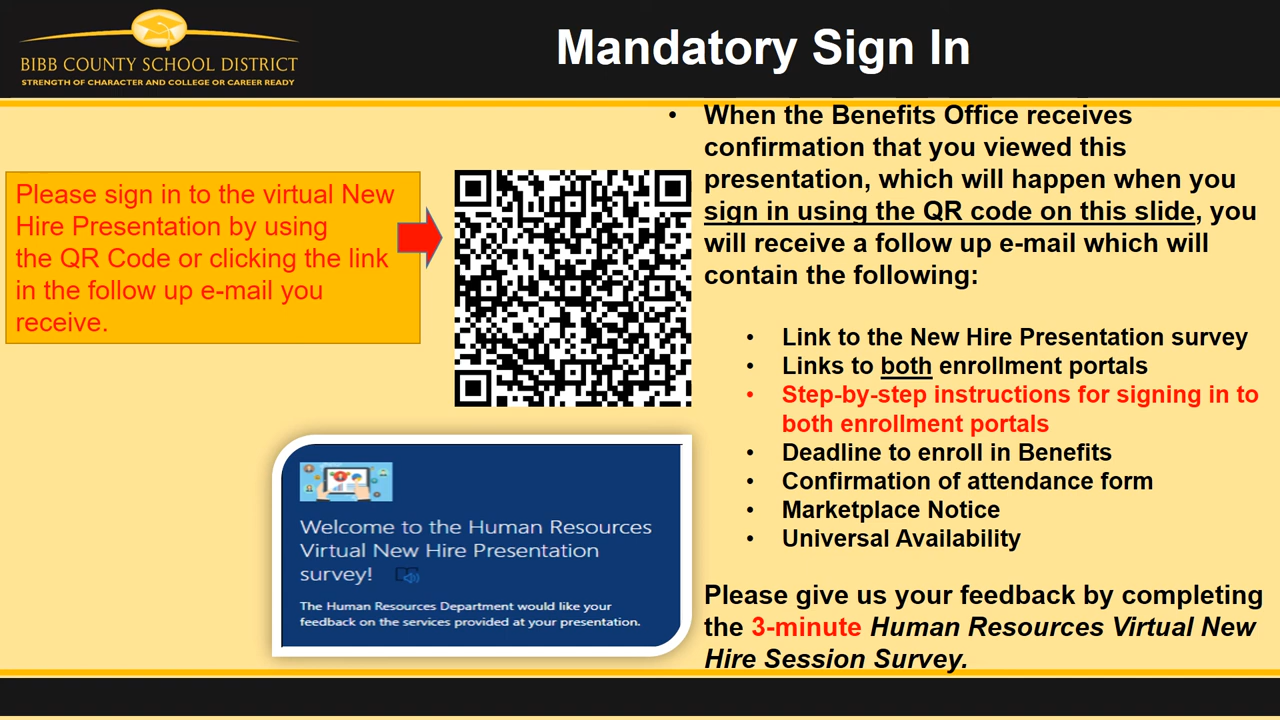 BIBB COUNTY SCHOOL DISTRICT
STRENGTH OF CHARACTER AND COLLEGE OR CAREER READY
Mandatory Sign In
Please sign in to the virtual New
Hire Presentation by using
the QR Code or clicking the link
in the follow up e-mail you
receive.
Welcome to the Human Resources
Virtual New Hire Presentation
survey!
The Human Resources Department would like your
feedback on the services provided at your presentation.
• When the Benefits Office receives
confirmation that you viewed this
presentation, which will happen when you
sign in using the QR code on this slide, you
will receive a follow up e-mail which will
contain the following:
• Link to the New Hire Presentation survey
• Links to both enrollment portals
• Step-by-step instructions for signing in to
both enrollment portals
• Deadline to enroll in Benefits
• Confirmation of attendance form
• Marketplace Notice
• Universal Availability
Please give us your feedback by completing
the 3-minute Human Resources Virtual New
Hire Session Survey.